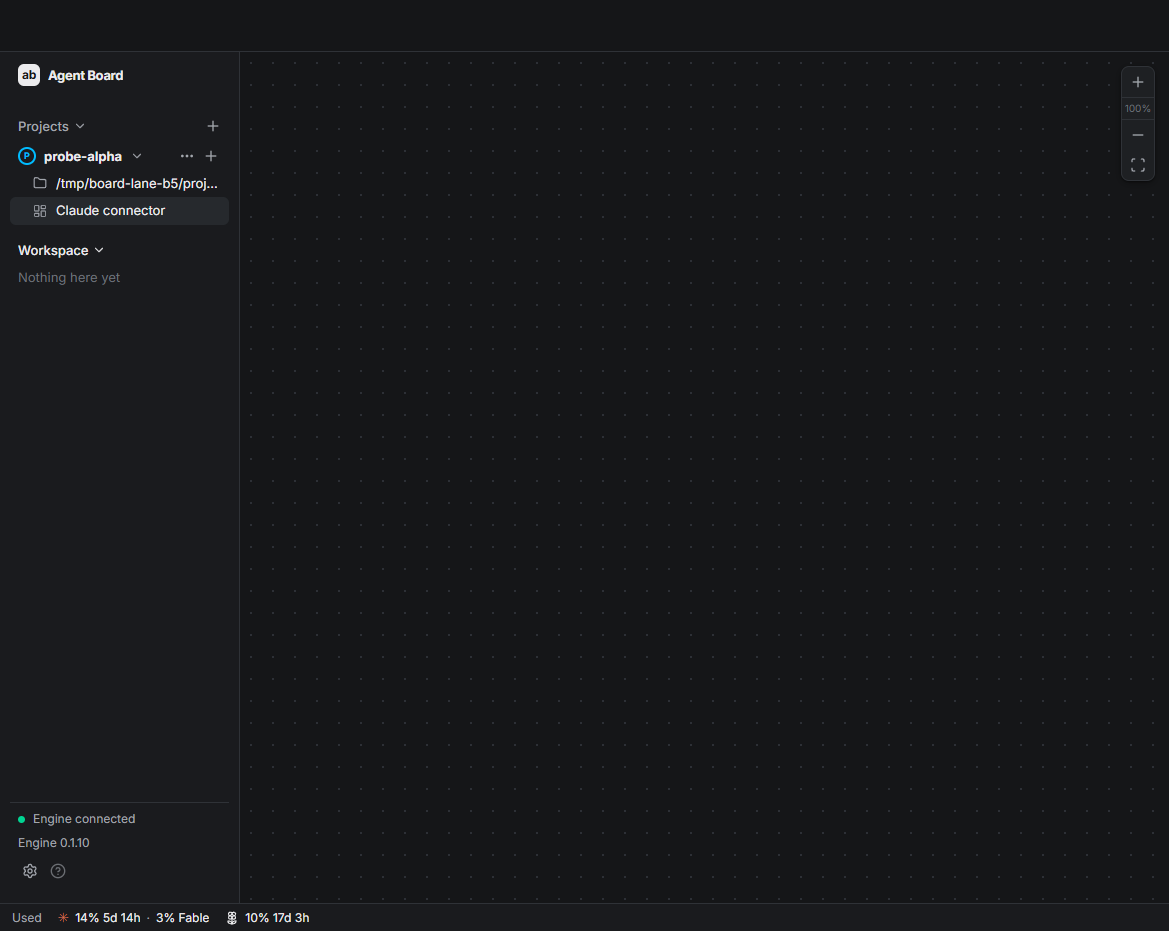 ab Agent Board
Projects
P probe-alpha
/tmp/board-lane-b5/proj...
Claude connector
Workspace
Nothing here yet
100%
Engine connected
Engine 0.1.10
Used 14% 5d 14h · 3% Fable 10% 17d 3h